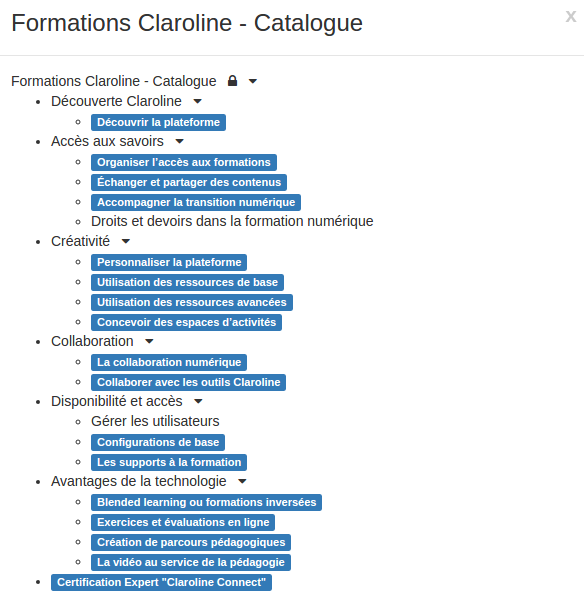 Formations Claroline - Catalogue
x
Formations Claroline - Catalogue
Découverte Claroline
Découvrir la plateforme
Accès aux savoirs
Organiser l'accès aux formations
Échanger et partager des contenus
Accompagner la transition numérique
Droits et devoirs dans la formation numérique
Créativité
Personnaliser la plateforme
Utilisation des ressources de base
Utilisation des ressources avancées
Concevoir des espaces d'activités
Collaboration
La collaboration numérique
Collaborer avec les outils Claroline
Disponibilité et accès
Gérer les utilisateurs
Configurations de base
Les supports à la formation
Avantages de la technologie
Blended learning ou formations inversées
Exercices et évaluations en ligne
Création de parcours pédagogiques
La vidéo au service de la pédagogie
Certification Expert "Claroline Connect"